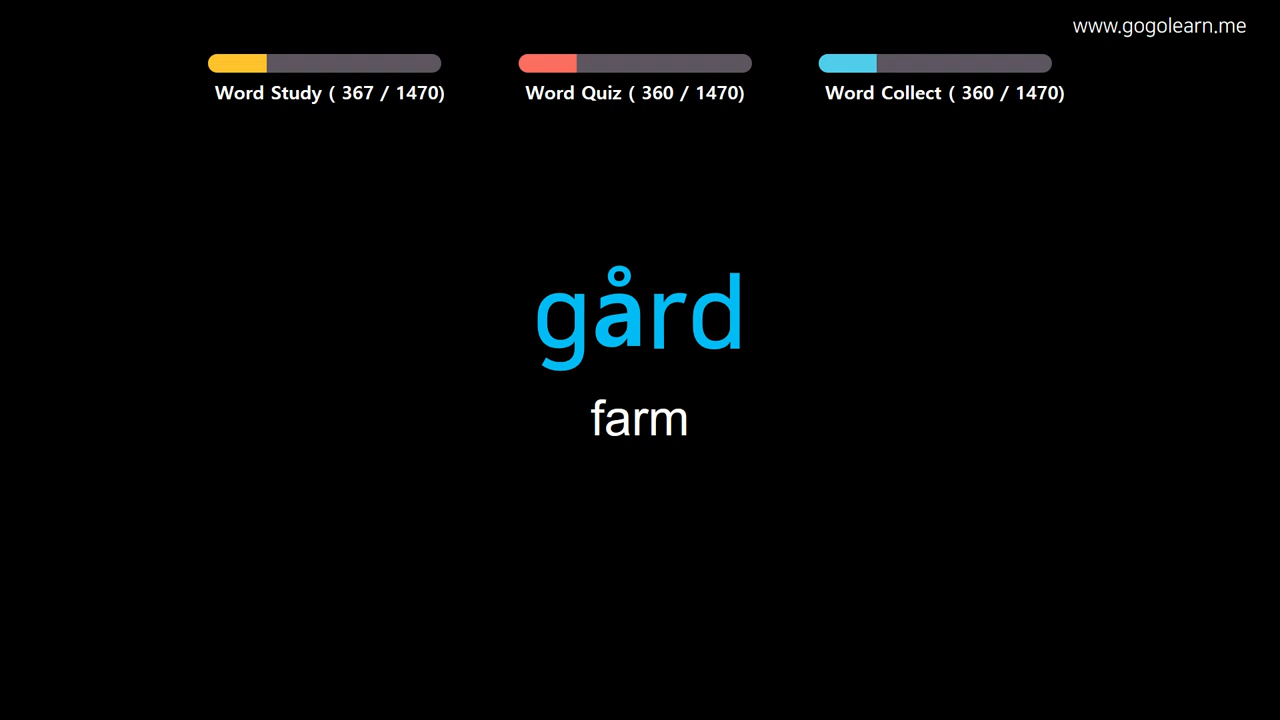 www.gogolearn.me
Word Study ( 367 / 1470)
Word Quiz ( 360 / 1470)
Word Collect ( 360 / 1470)
gård
farm